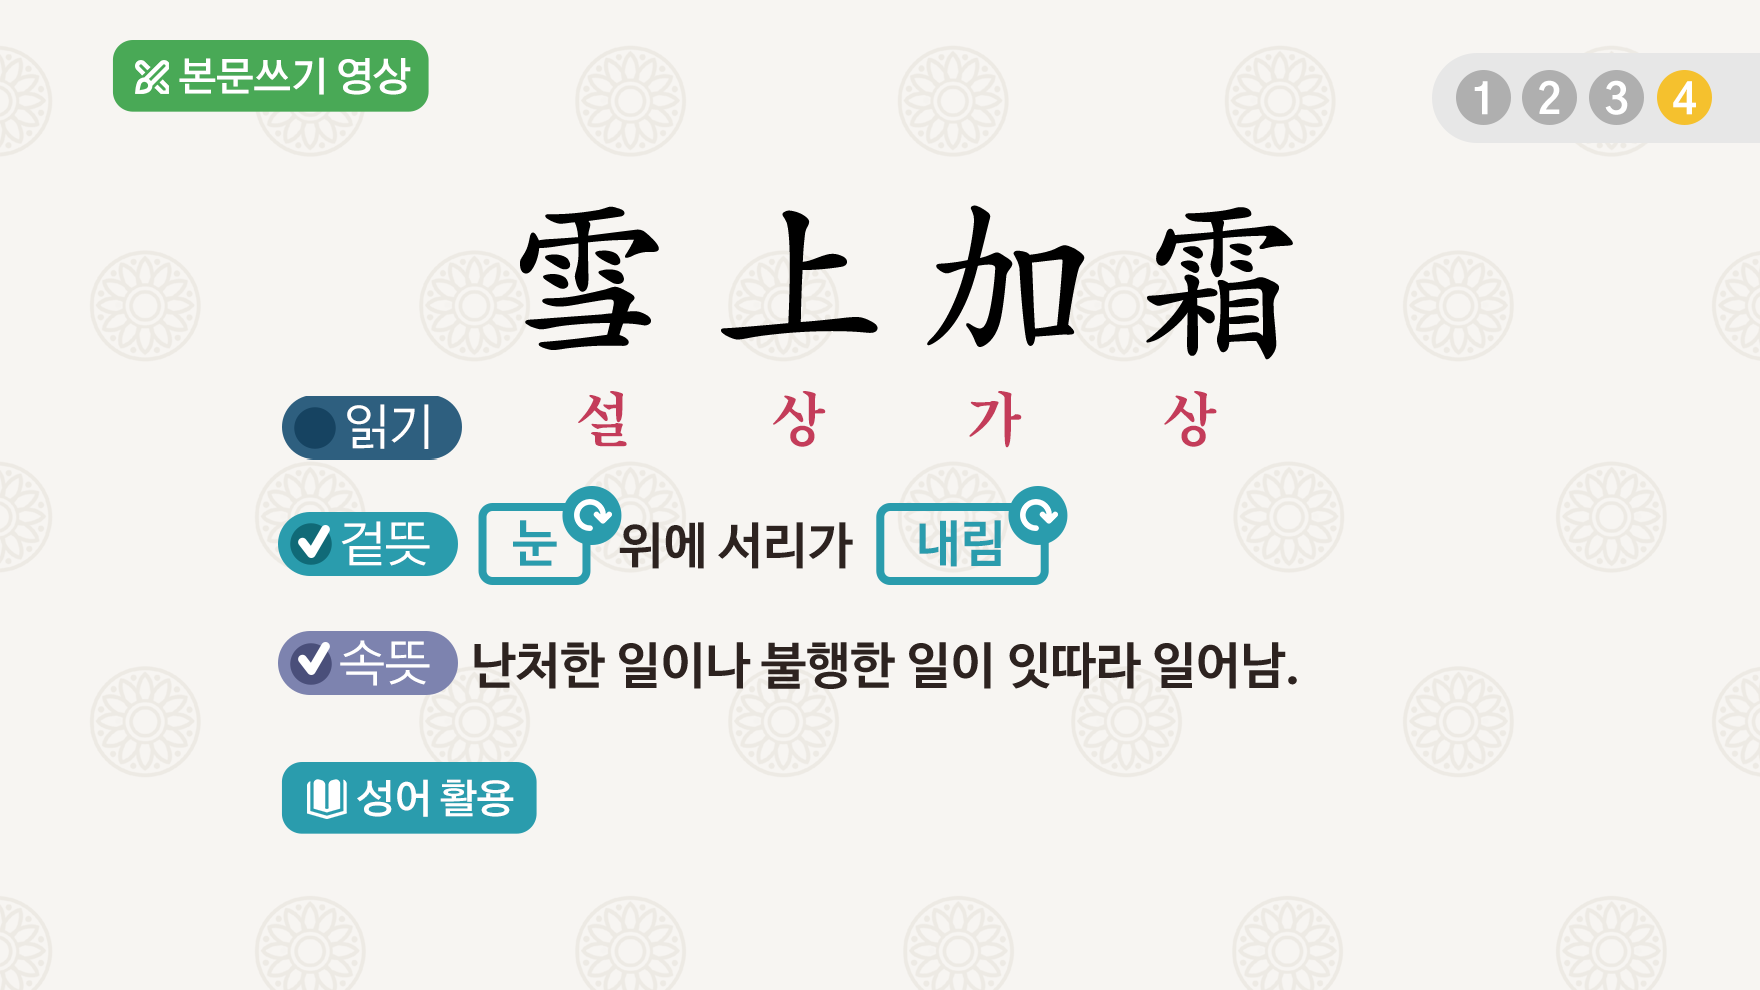 본문쓰기 영상
1 2 3 4
雪上加霜
읽기 설 상 가 상
겉뜻 눈 위에 서리가 내림
속뜻 난처한 일이나 불행한 일이 잇따라 일어남.
성어 활용